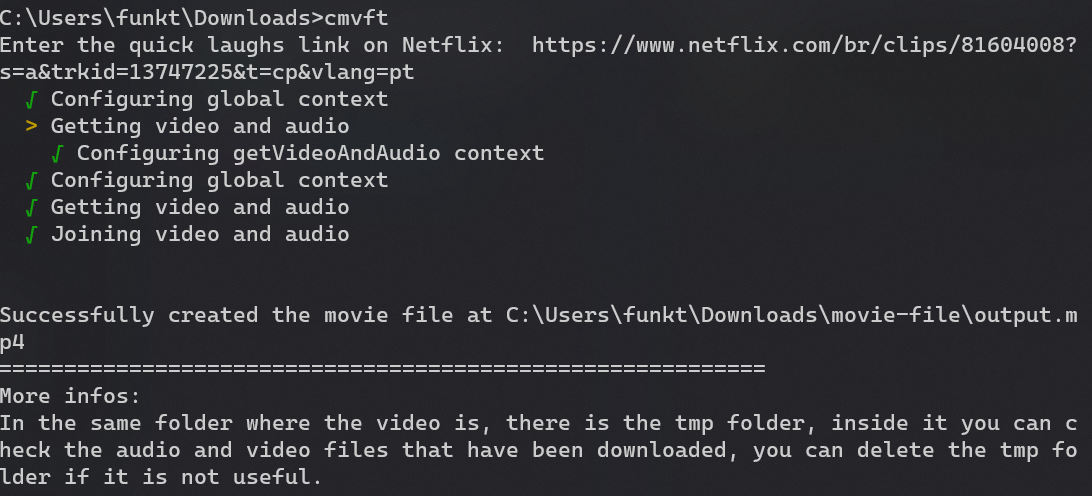 C:\Users\funkt\Downloads>cmvft
Enter the quick laughs link on Netflix:  https://www.netflix.com/br/clips/81604008?
s=a&trkid=13747225&t=cp&vlang=pt
  √ Configuring global context
  > Getting video and audio
    √ Configuring getVideoAndAudio context
  √ Configuring global context
  √ Getting video and audio
  √ Joining video and audio
Successfully created the movie file at C:\Users\funkt\Downloads\movie-file\output.m
p4
===========================================================
More infos:
In the same folder where the video is, there is the tmp folder, inside it you can c
heck the audio and video files that have been downloaded, you can delete the tmp fo
lder if it is not useful.